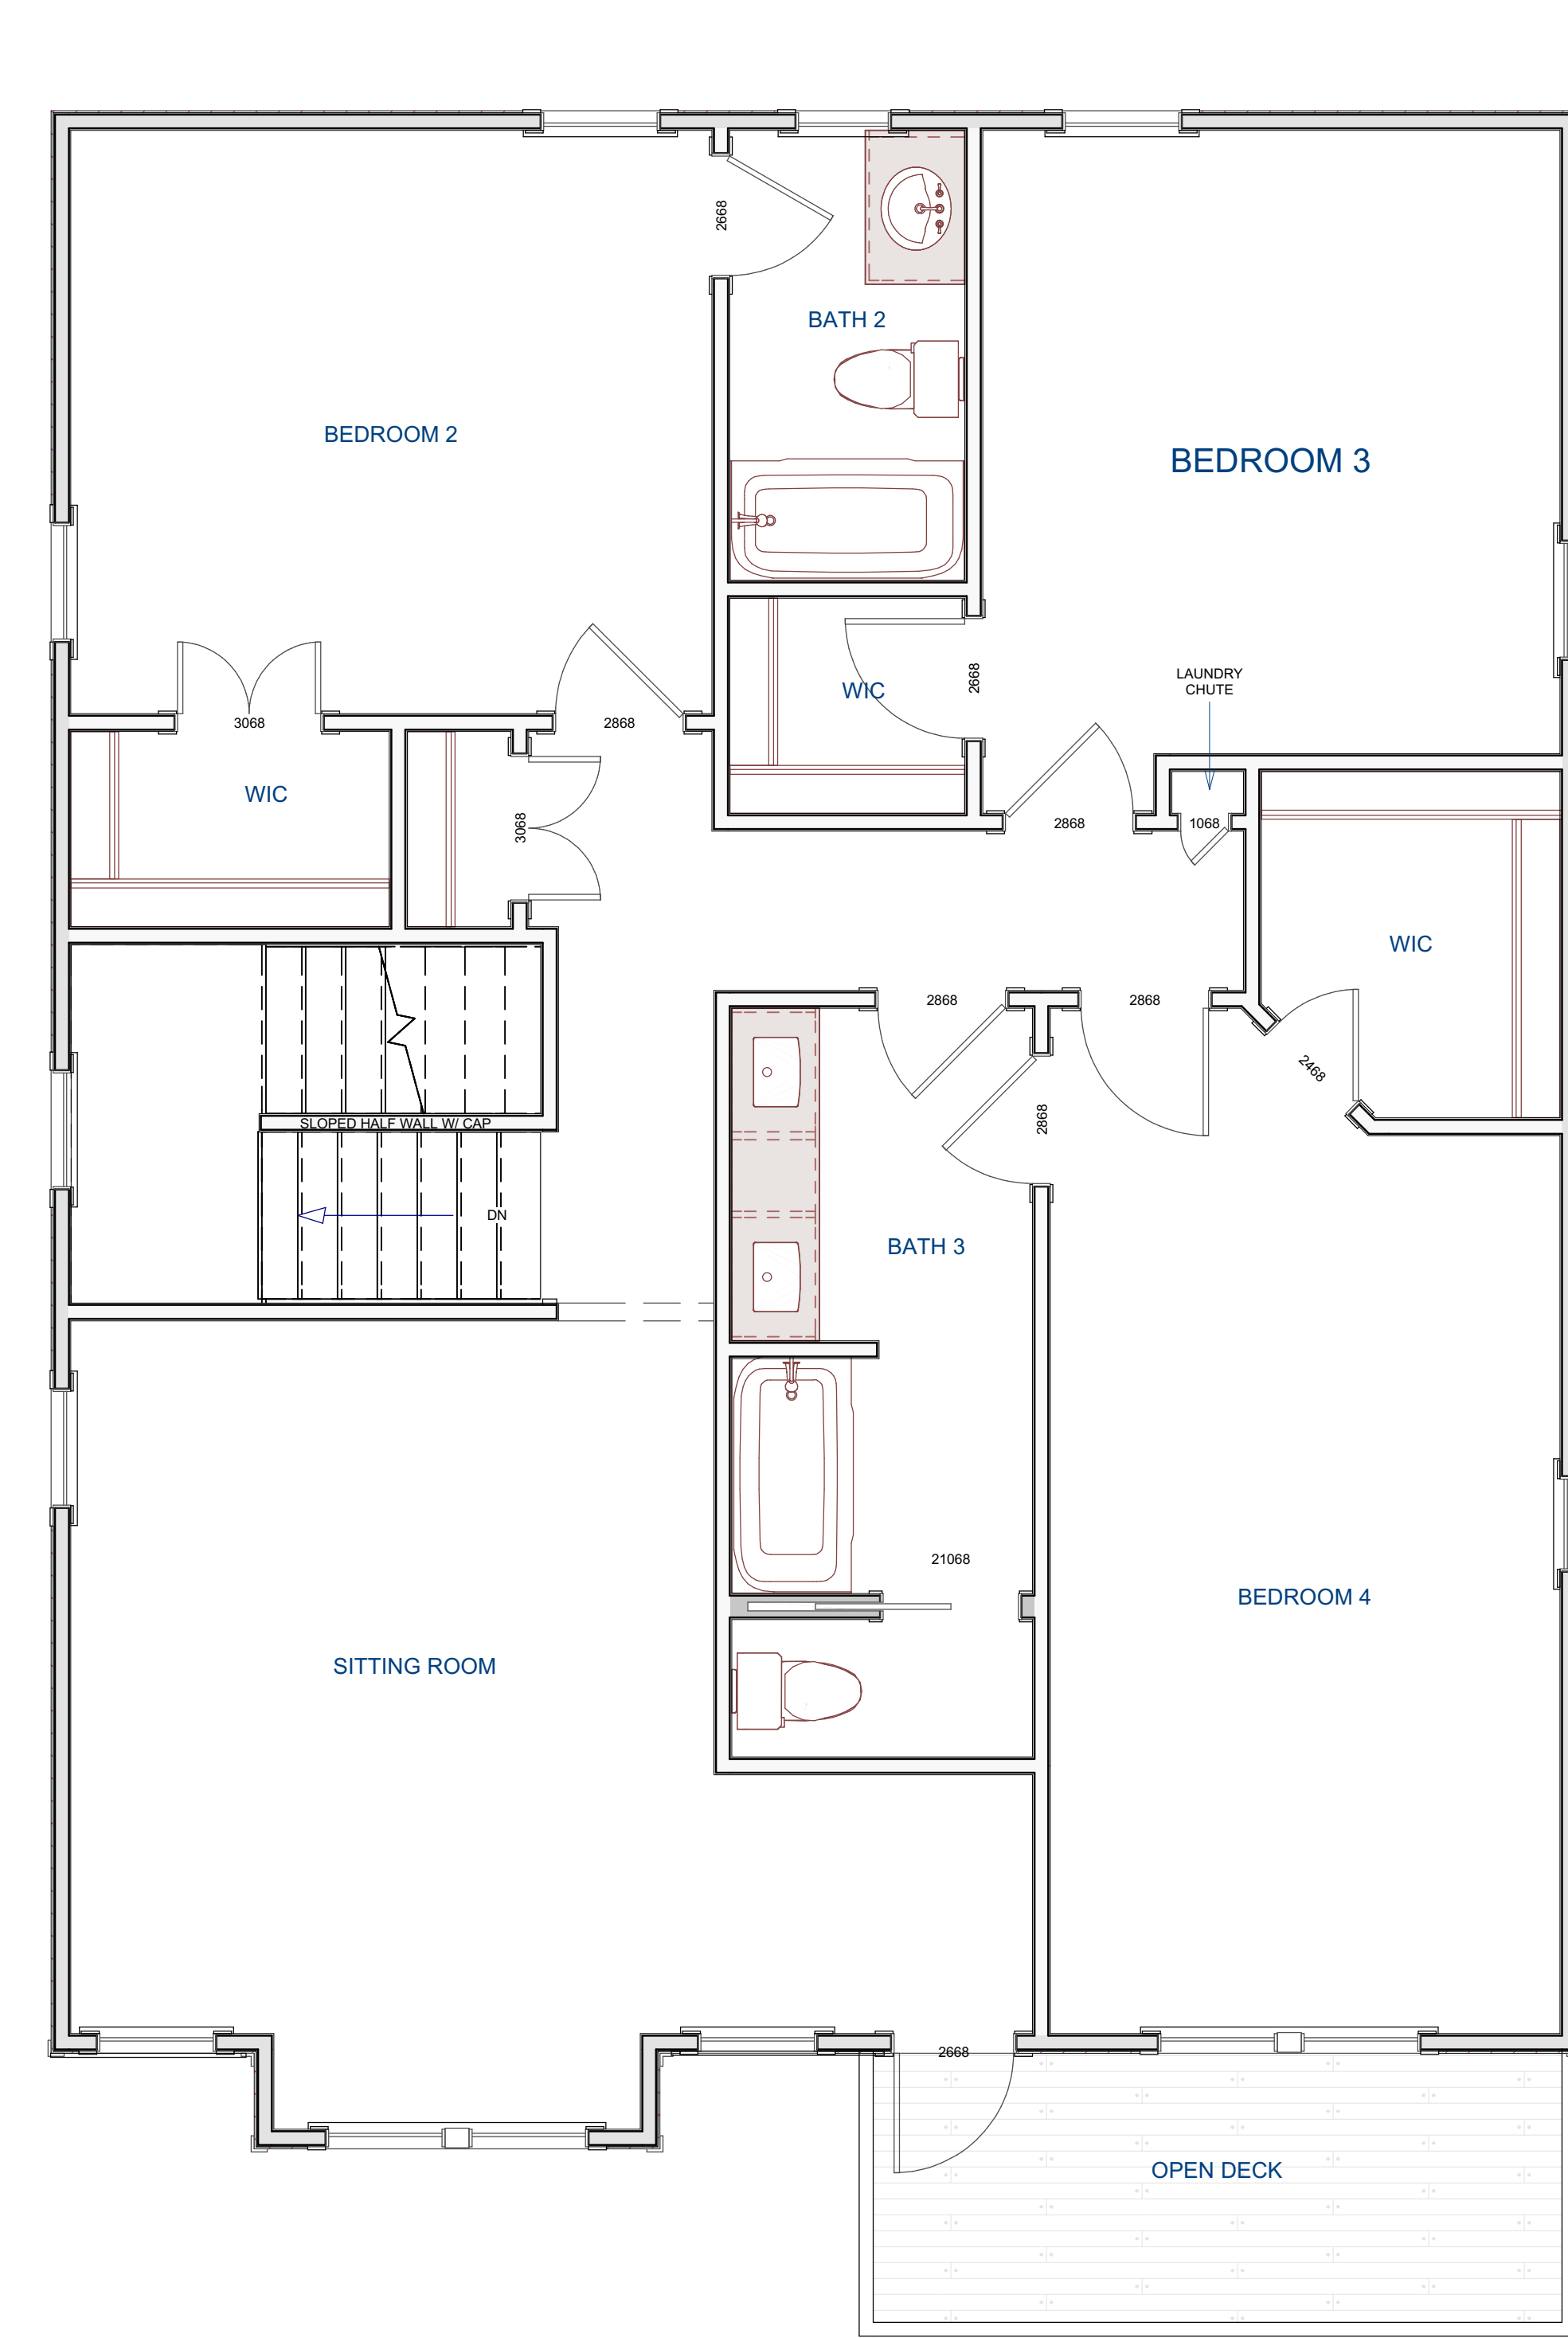 2668
BATH 2
BEDROOM 2
BEDROOM 3
LAUNDRY
CHUTE
2668
WIC
3068
2868
WIC
3068
2868
1068
WIC
2868
2868
2468
SLOPED HALF WALL W/ CAP
2868
DN
BATH 3
21068
BEDROOM 4
SITTING ROOM
2668
OPEN DECK